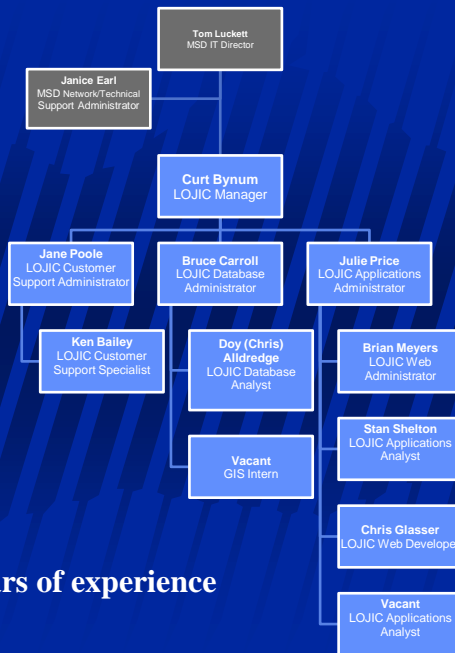 Tom Luckett
MSD IT Director
Janice Earl
MSD Network/Technical
Support Administrator
Curt Bynum
LOJIC Manager
Jane Poole
LOJIC Customer
Support Administrator
Bruce Carroll
LOJIC Database
Administrator
Julie Price
LOJIC Applications
Administrator
Ken Bailey
LOJIC Customer
Support Specialist
Doy (Chris)
Alldredge
LOJIC Database
Analyst
Vacant
GIS Intern
Brian Meyers
LOJIC Web
Administrator
Stan Shelton
LOJIC Applications
Analyst
Chris Glasser
LOJIC Web Develope
Vacant
LOJIC Applications
Analyst
rs of experience